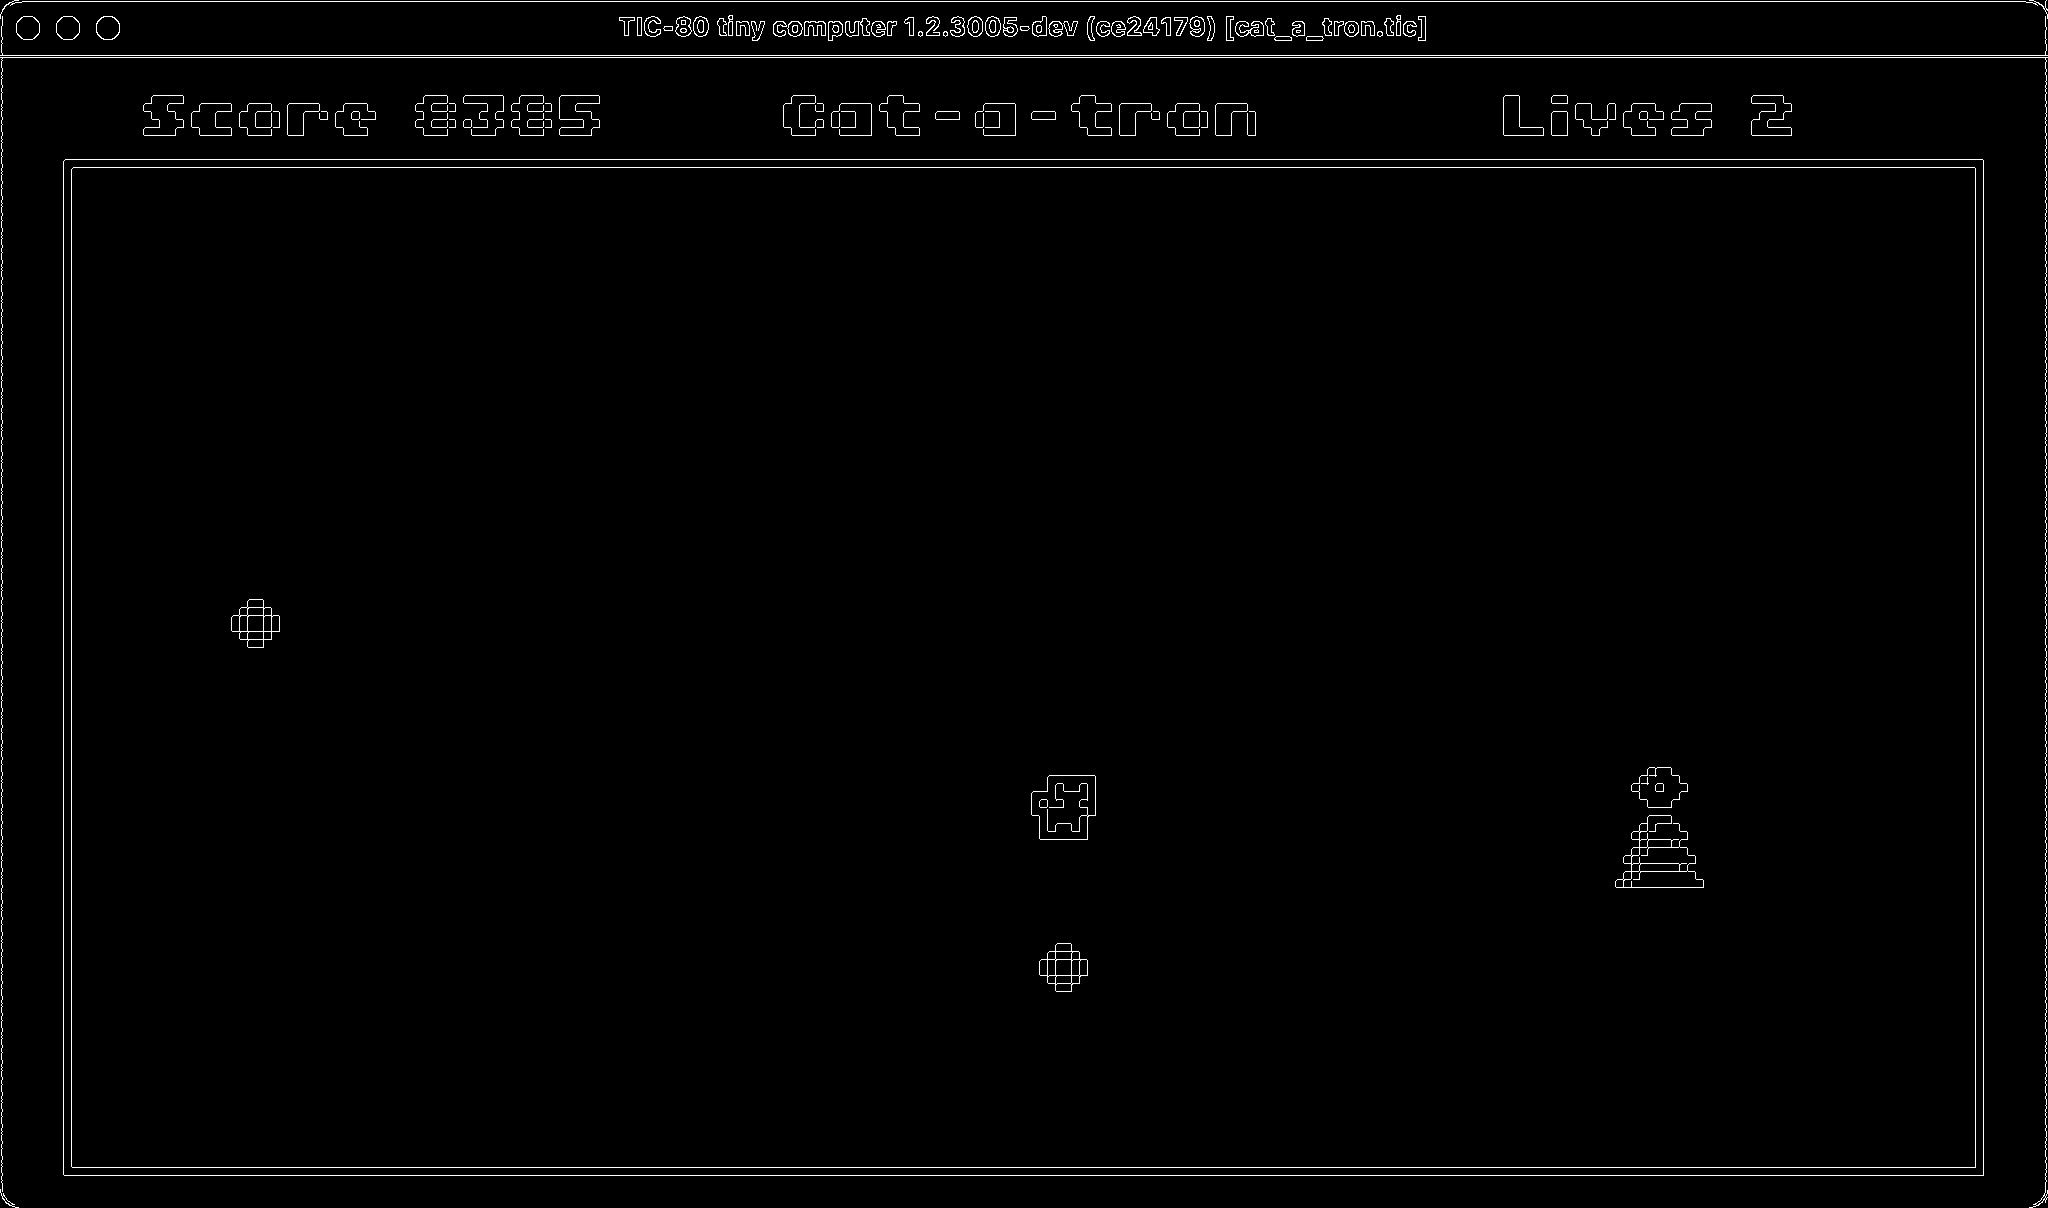 TIC-80 tiny computer 1.2.3005-dev (ce24179) [cat_a_tron.tic]
Score 8385 Cat-a-tron Lives 2